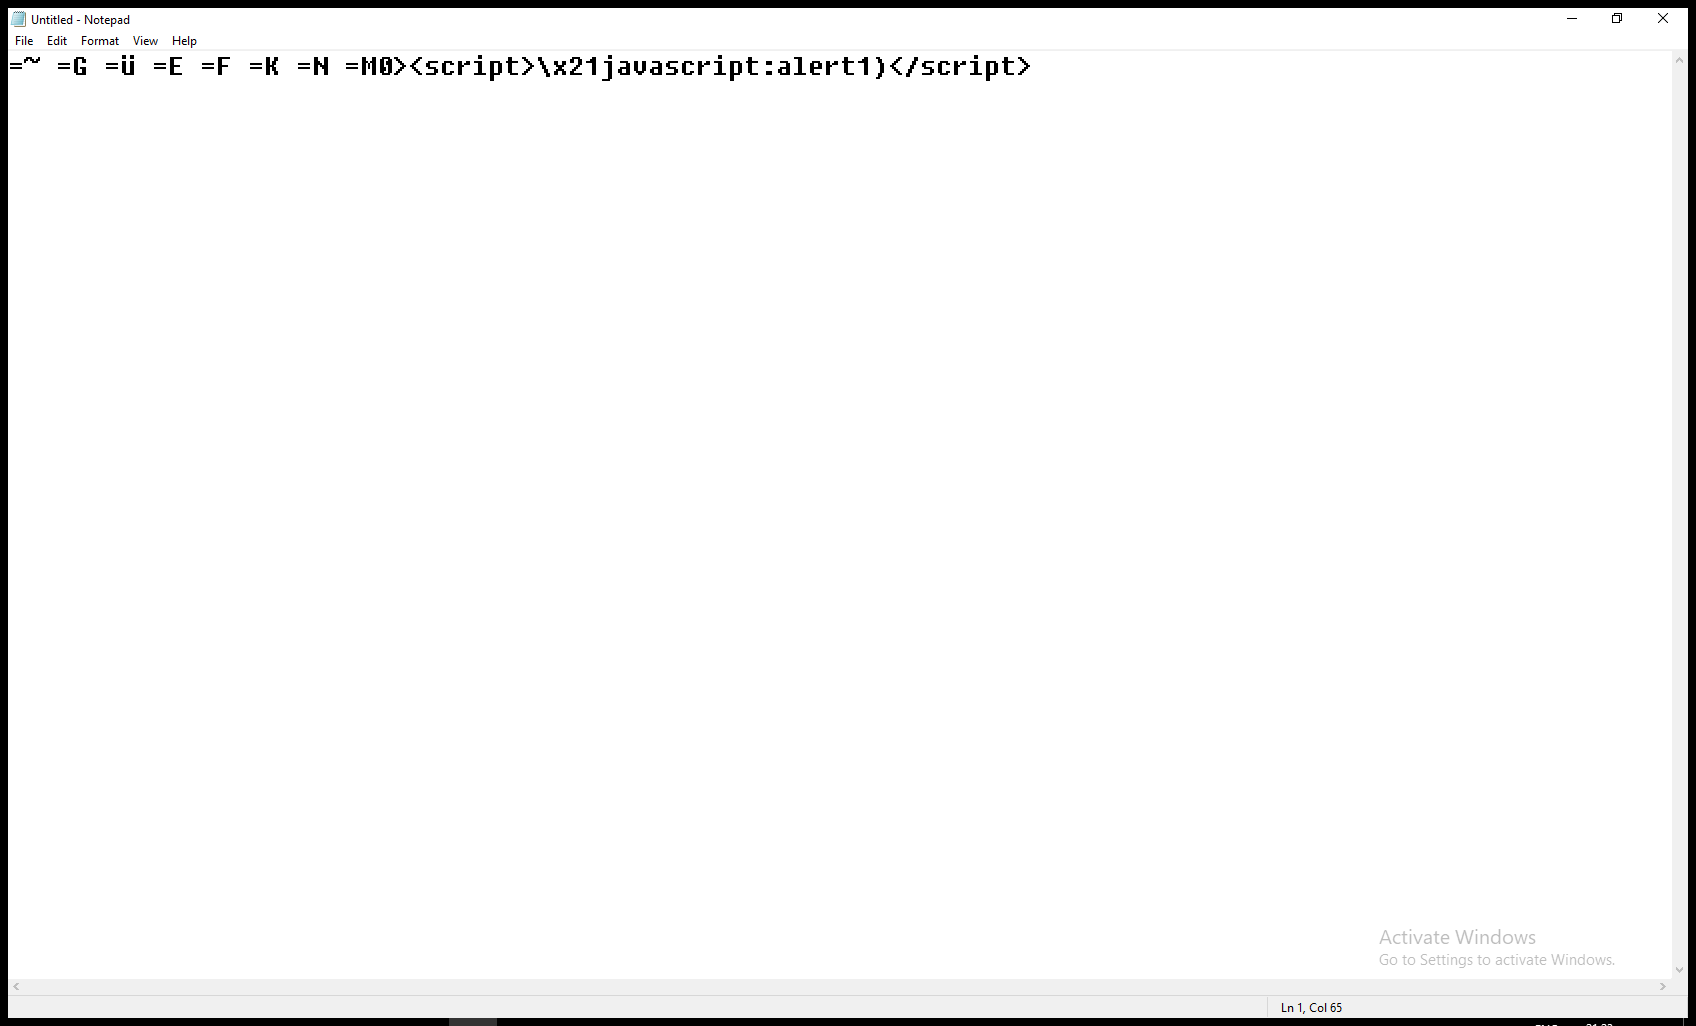 Untitled - Notepad
File Edit Format View Help
=~ =G =ü =E =F =K =N =M0><script>\x21javascript:alert1)</script>
Activate Windows
Go to Settings to activate Windows.
Ln 1, Col 65